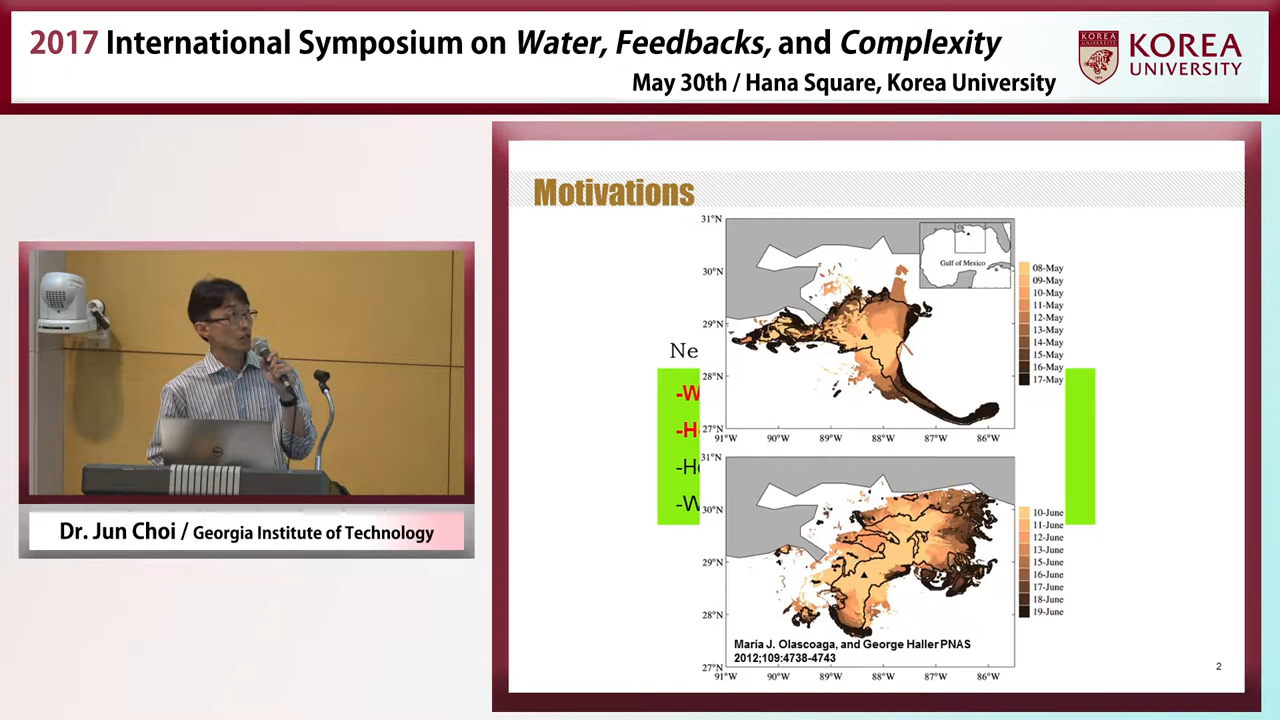 2017 International Symposium on Water, Feedbacks, and Complexity
May 30th / Hana Square, Korea University
KOREA
UNIVERSITY
Motivations
31°N
30°N
29°N
28°N
27°N
91°W 90°W 89°W 88°W 87°W 86°W
Gulf of Mexico
08-May
09-May
10-May
11-May
12-May
13-May
14-May
15-May
16-May
17-May
Ne
-W
-H
-H
-W
31°N
30°N
29°N
28°N
27°N
91°W 90°W 89°W 88°W 87°W 86°W
10-June
11-June
12-June
13-June
15-June
16-June
17-June
18-June
19-June
Maria J. Olascoaga, and George Haller PNAS
2012;109:4738-4743
2
DELL
Dr. Jun Choi / Georgia Institute of Technology